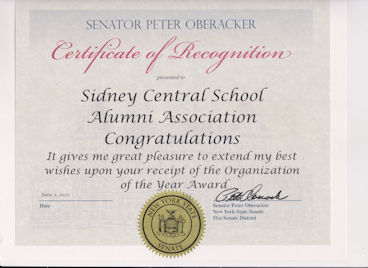 SENATOR PETER OBERACKER
Certificate of Recognition
presented to
Sidney Central School
Alumni Association
Congratulations
It gives me great pleasure to extend my best
wishes upon your receipt of the Organization
of the Year Award
Date
Senator Peter Oberacker
New York State Senate
51st Senate District
NEW YORK STATE
SENATE